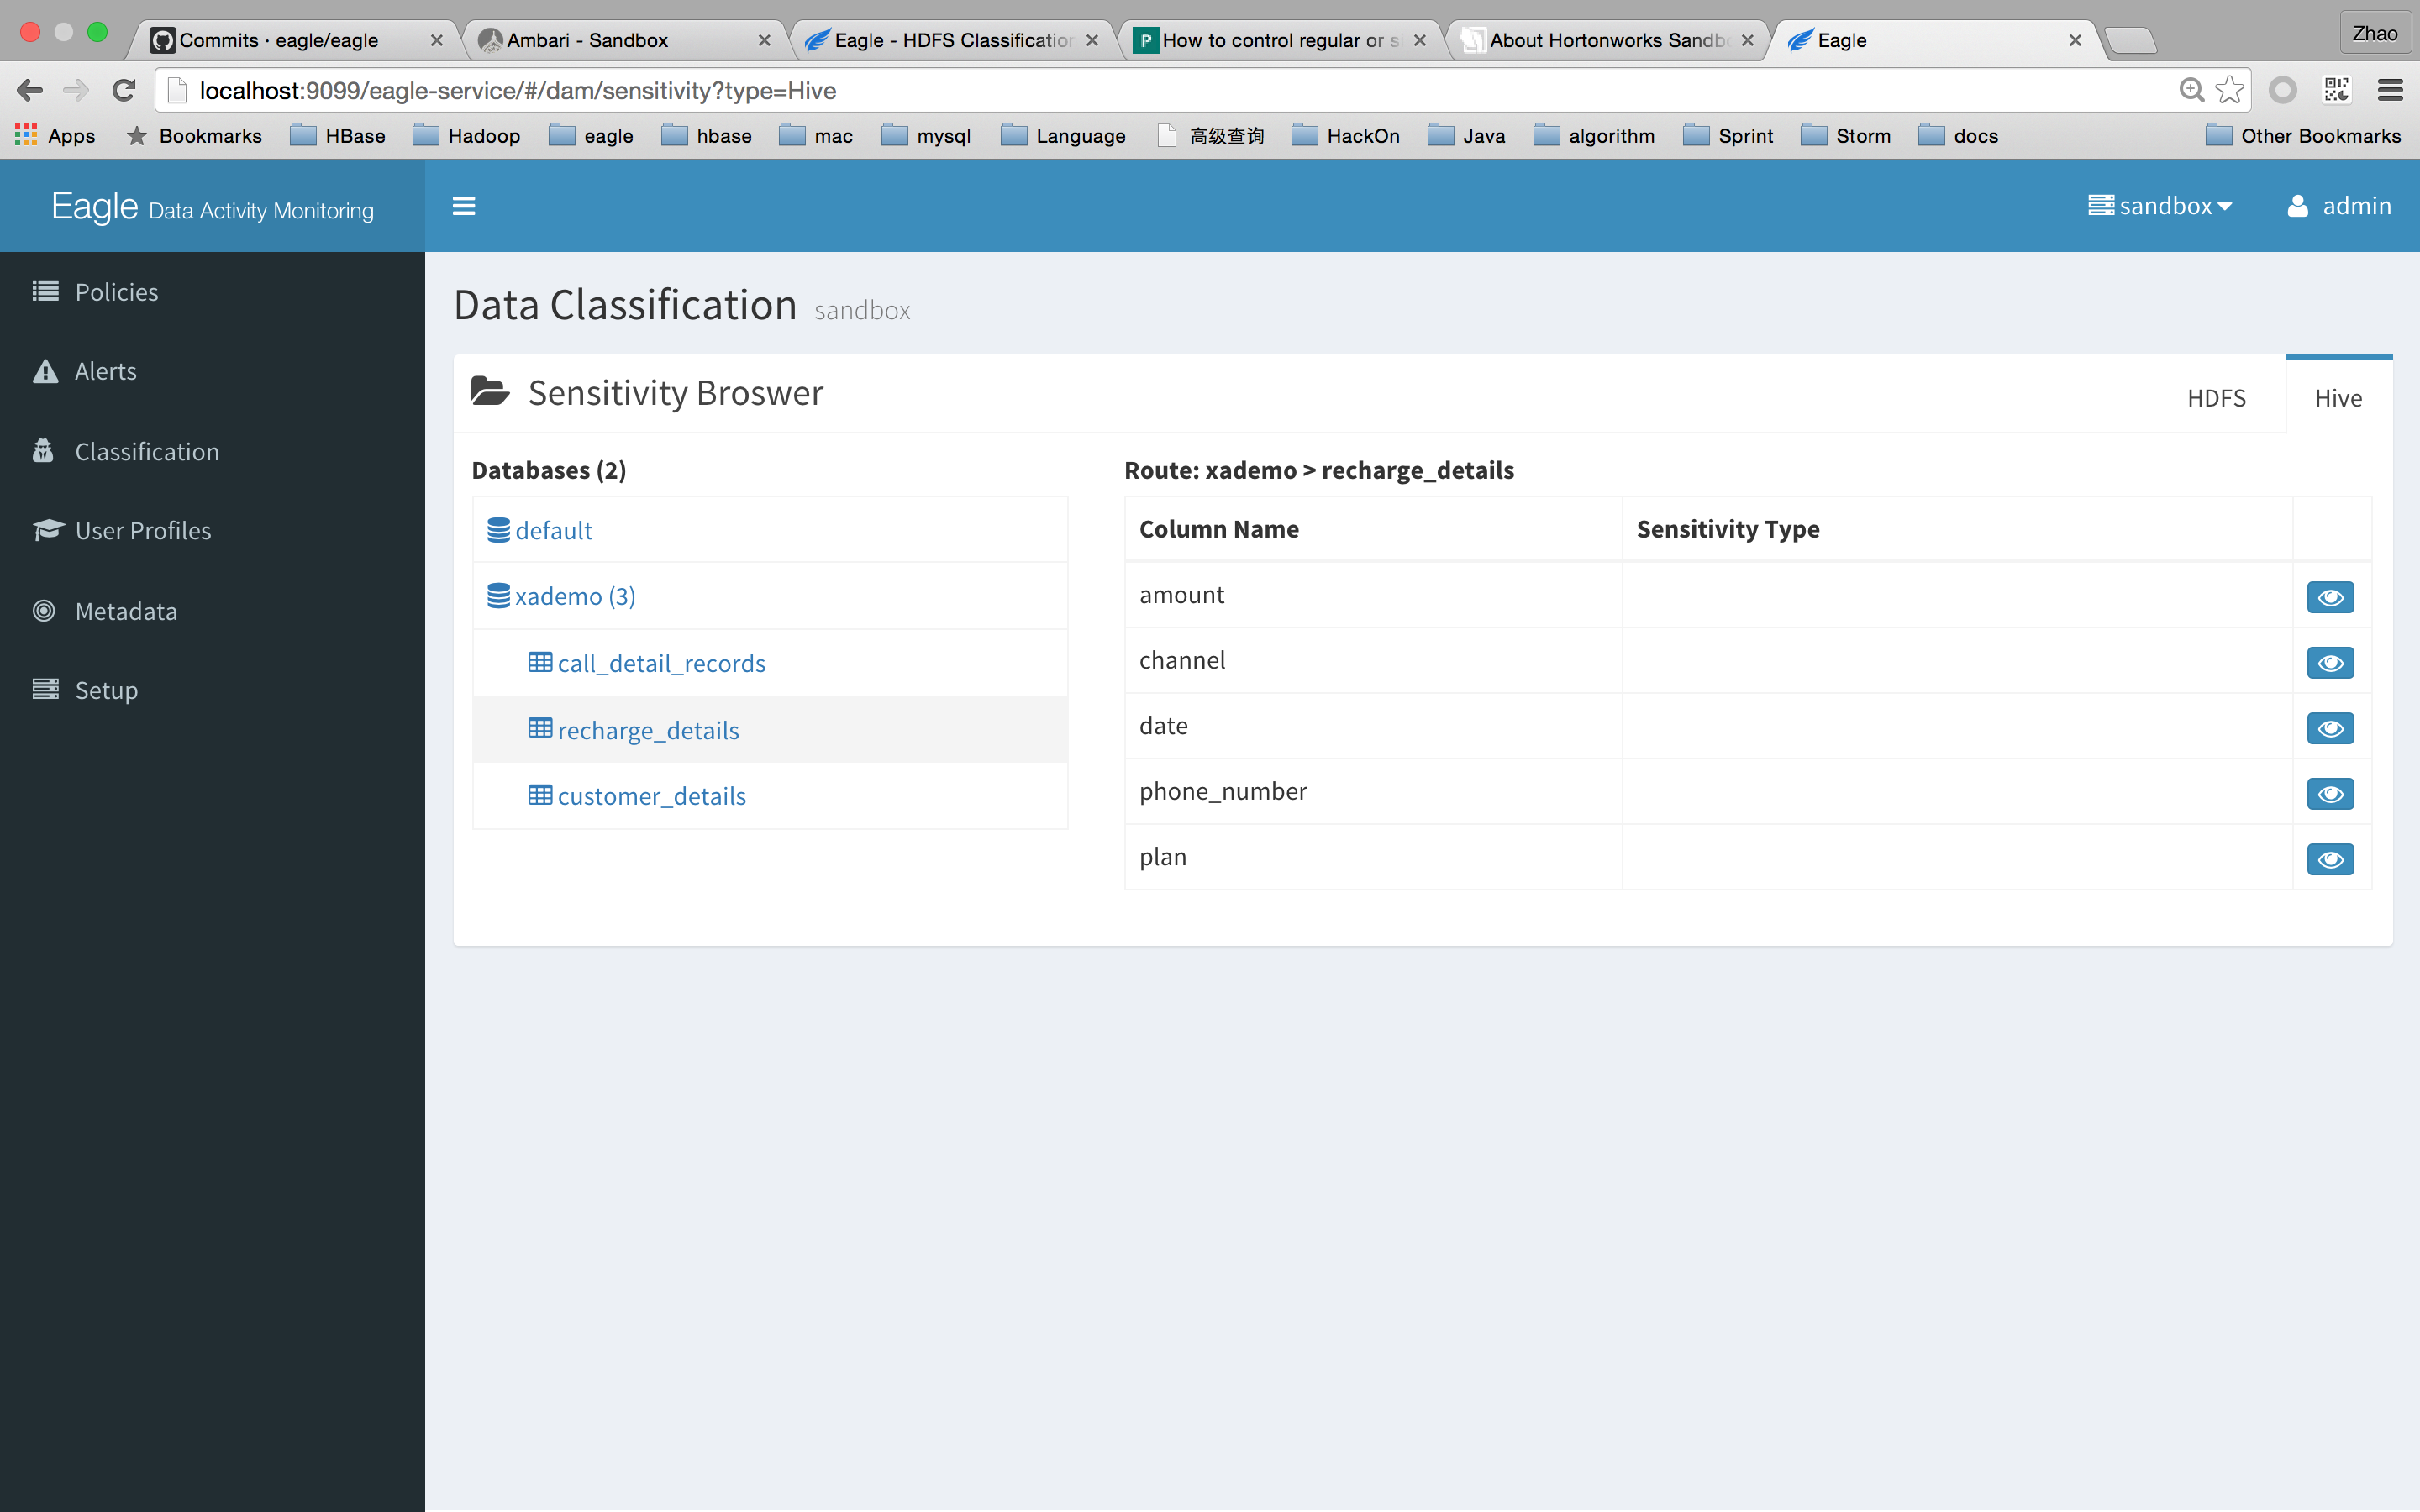 Commits · eagle/eagle
Ambari - Sandbox
Eagle - HDFS Classification
How to control regular or si
About Hortonworks Sandbo
Eagle
Zhao
localhost:9099/eagle-service/#/dam/sensitivity?type=Hive
Apps Bookmarks HBase Hadoop eagle hbase mac mysql Language 高级查询 HackOn Java algorithm Sprint Storm docs Other Bookmarks
Eagle Data Activity Monitoring
sandbox
admin
Policies
Alerts
Classification
User Profiles
Metadata
Setup
Data Classification sandbox
Sensitivity Broswer
HDFS
Hive
Databases (2)
default
xademo (3)
call_detail_records
recharge_details
customer_details
Route: xademo > recharge_details
Column Name Sensitivity Type
amount
channel
date
phone_number
plan